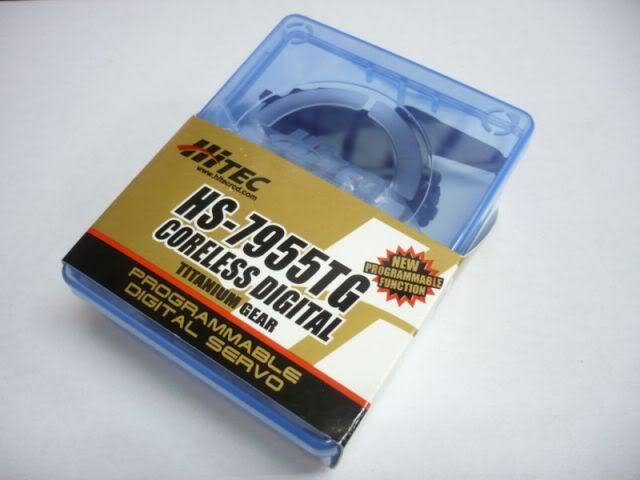 HiTEC
www.hitecrcd.com
HS-7955TG
CORELESS DIGITAL
TITANIUM GEAR
NEW
PROGRAMMABLE
FUNCTION
PROGRAMMABLE
DIGITAL SERVO